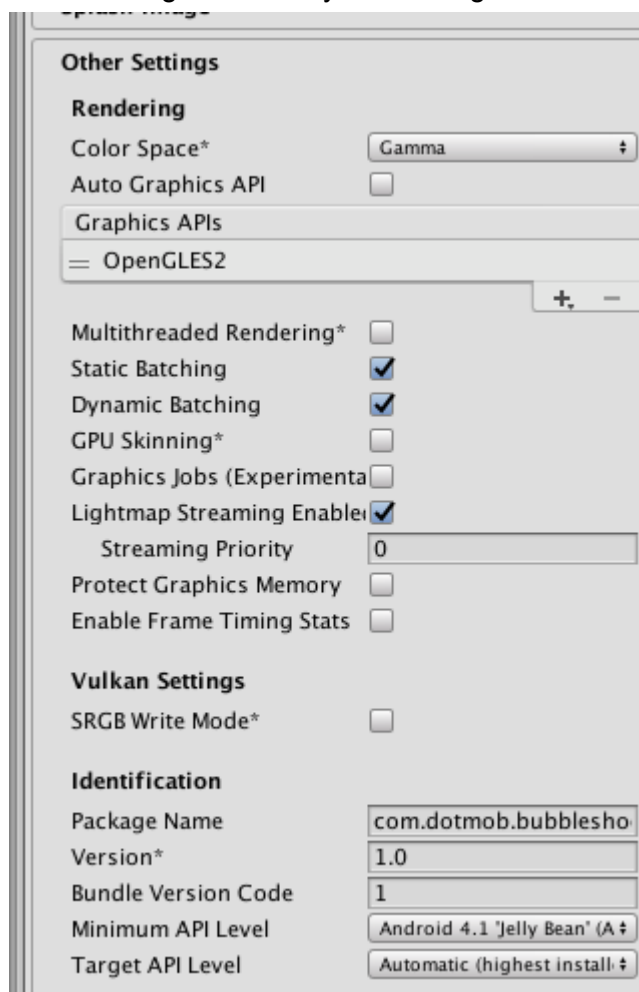 Other Settings
Rendering
Color Space* Gamma
Auto Graphics API
Graphics APIs
OpenGLES2
Multithreaded Rendering*
Static Batching
Dynamic Batching
GPU Skinning*
Graphics Jobs (Experimenta
Lightmap Streaming Enable
Streaming Priority 0
Protect Graphics Memory
Enable Frame Timing Stats
Vulkan Settings
SRGB Write Mode*
Identification
Package Name com.dotmob.bubblesho
Version* 1.0
Bundle Version Code 1
Minimum API Level Android 4.1 'Jelly Bean' (A
Target API Level Automatic (highest install